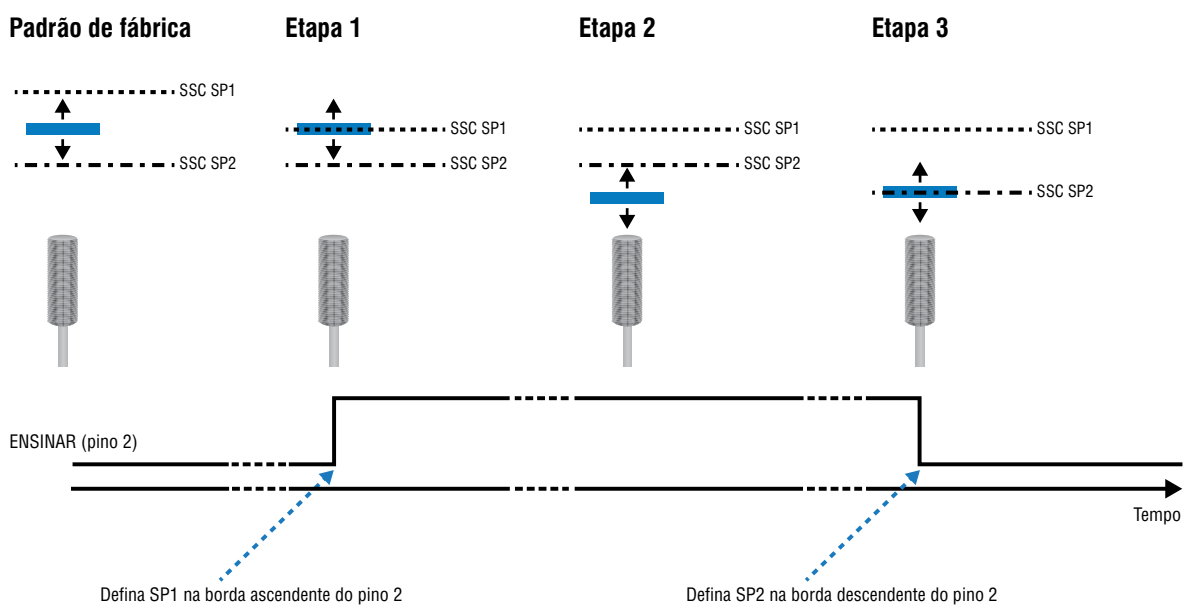 Padrão de fábrica
Etapa 1
Etapa 2
Etapa 3
SSC SP1
SSC SP2
SSC SP1
SSC SP2
SSC SP1
SSC SP2
SSC SP1
SSC SP2
ENSINAR (pino 2)
Tempo
Defina SP1 na borda ascendente do pino 2
Defina SP2 na borda descendente do pino 2